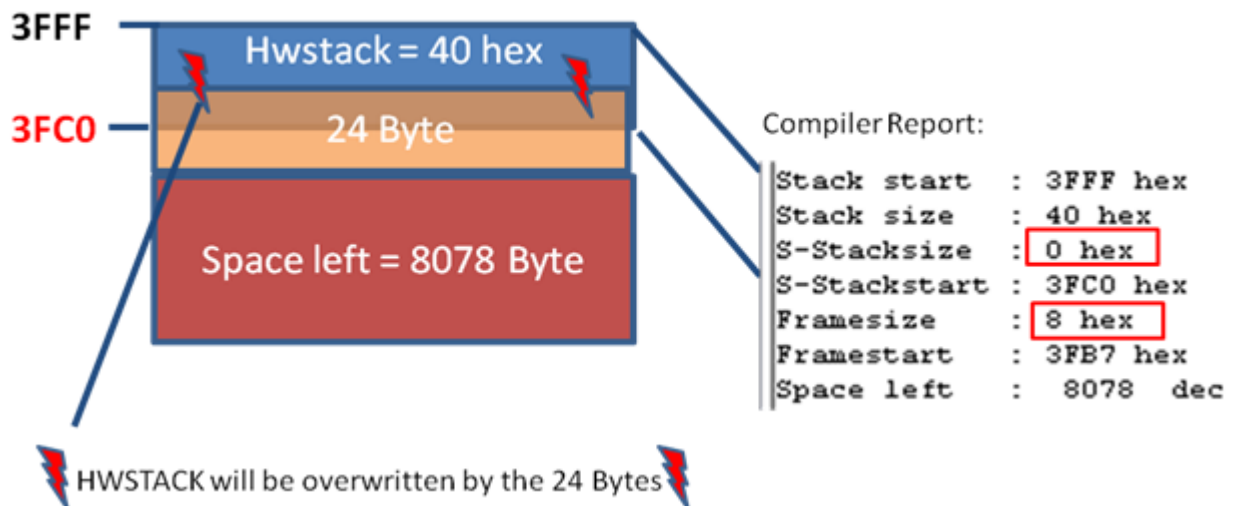 3FFF
Hwstack = 40 hex
3FC0
24 Byte
Space left = 8078 Byte
Compiler Report:
Stack start : 3FFF hex
Stack size : 40 hex
S-Stacksize : 0 hex
S-Stackstart : 3FC0 hex
Framesize : 8 hex
Framestart : 3FB7 hex
Space left : 8078 dec
HWSTACK will be overwritten by the 24 Bytes